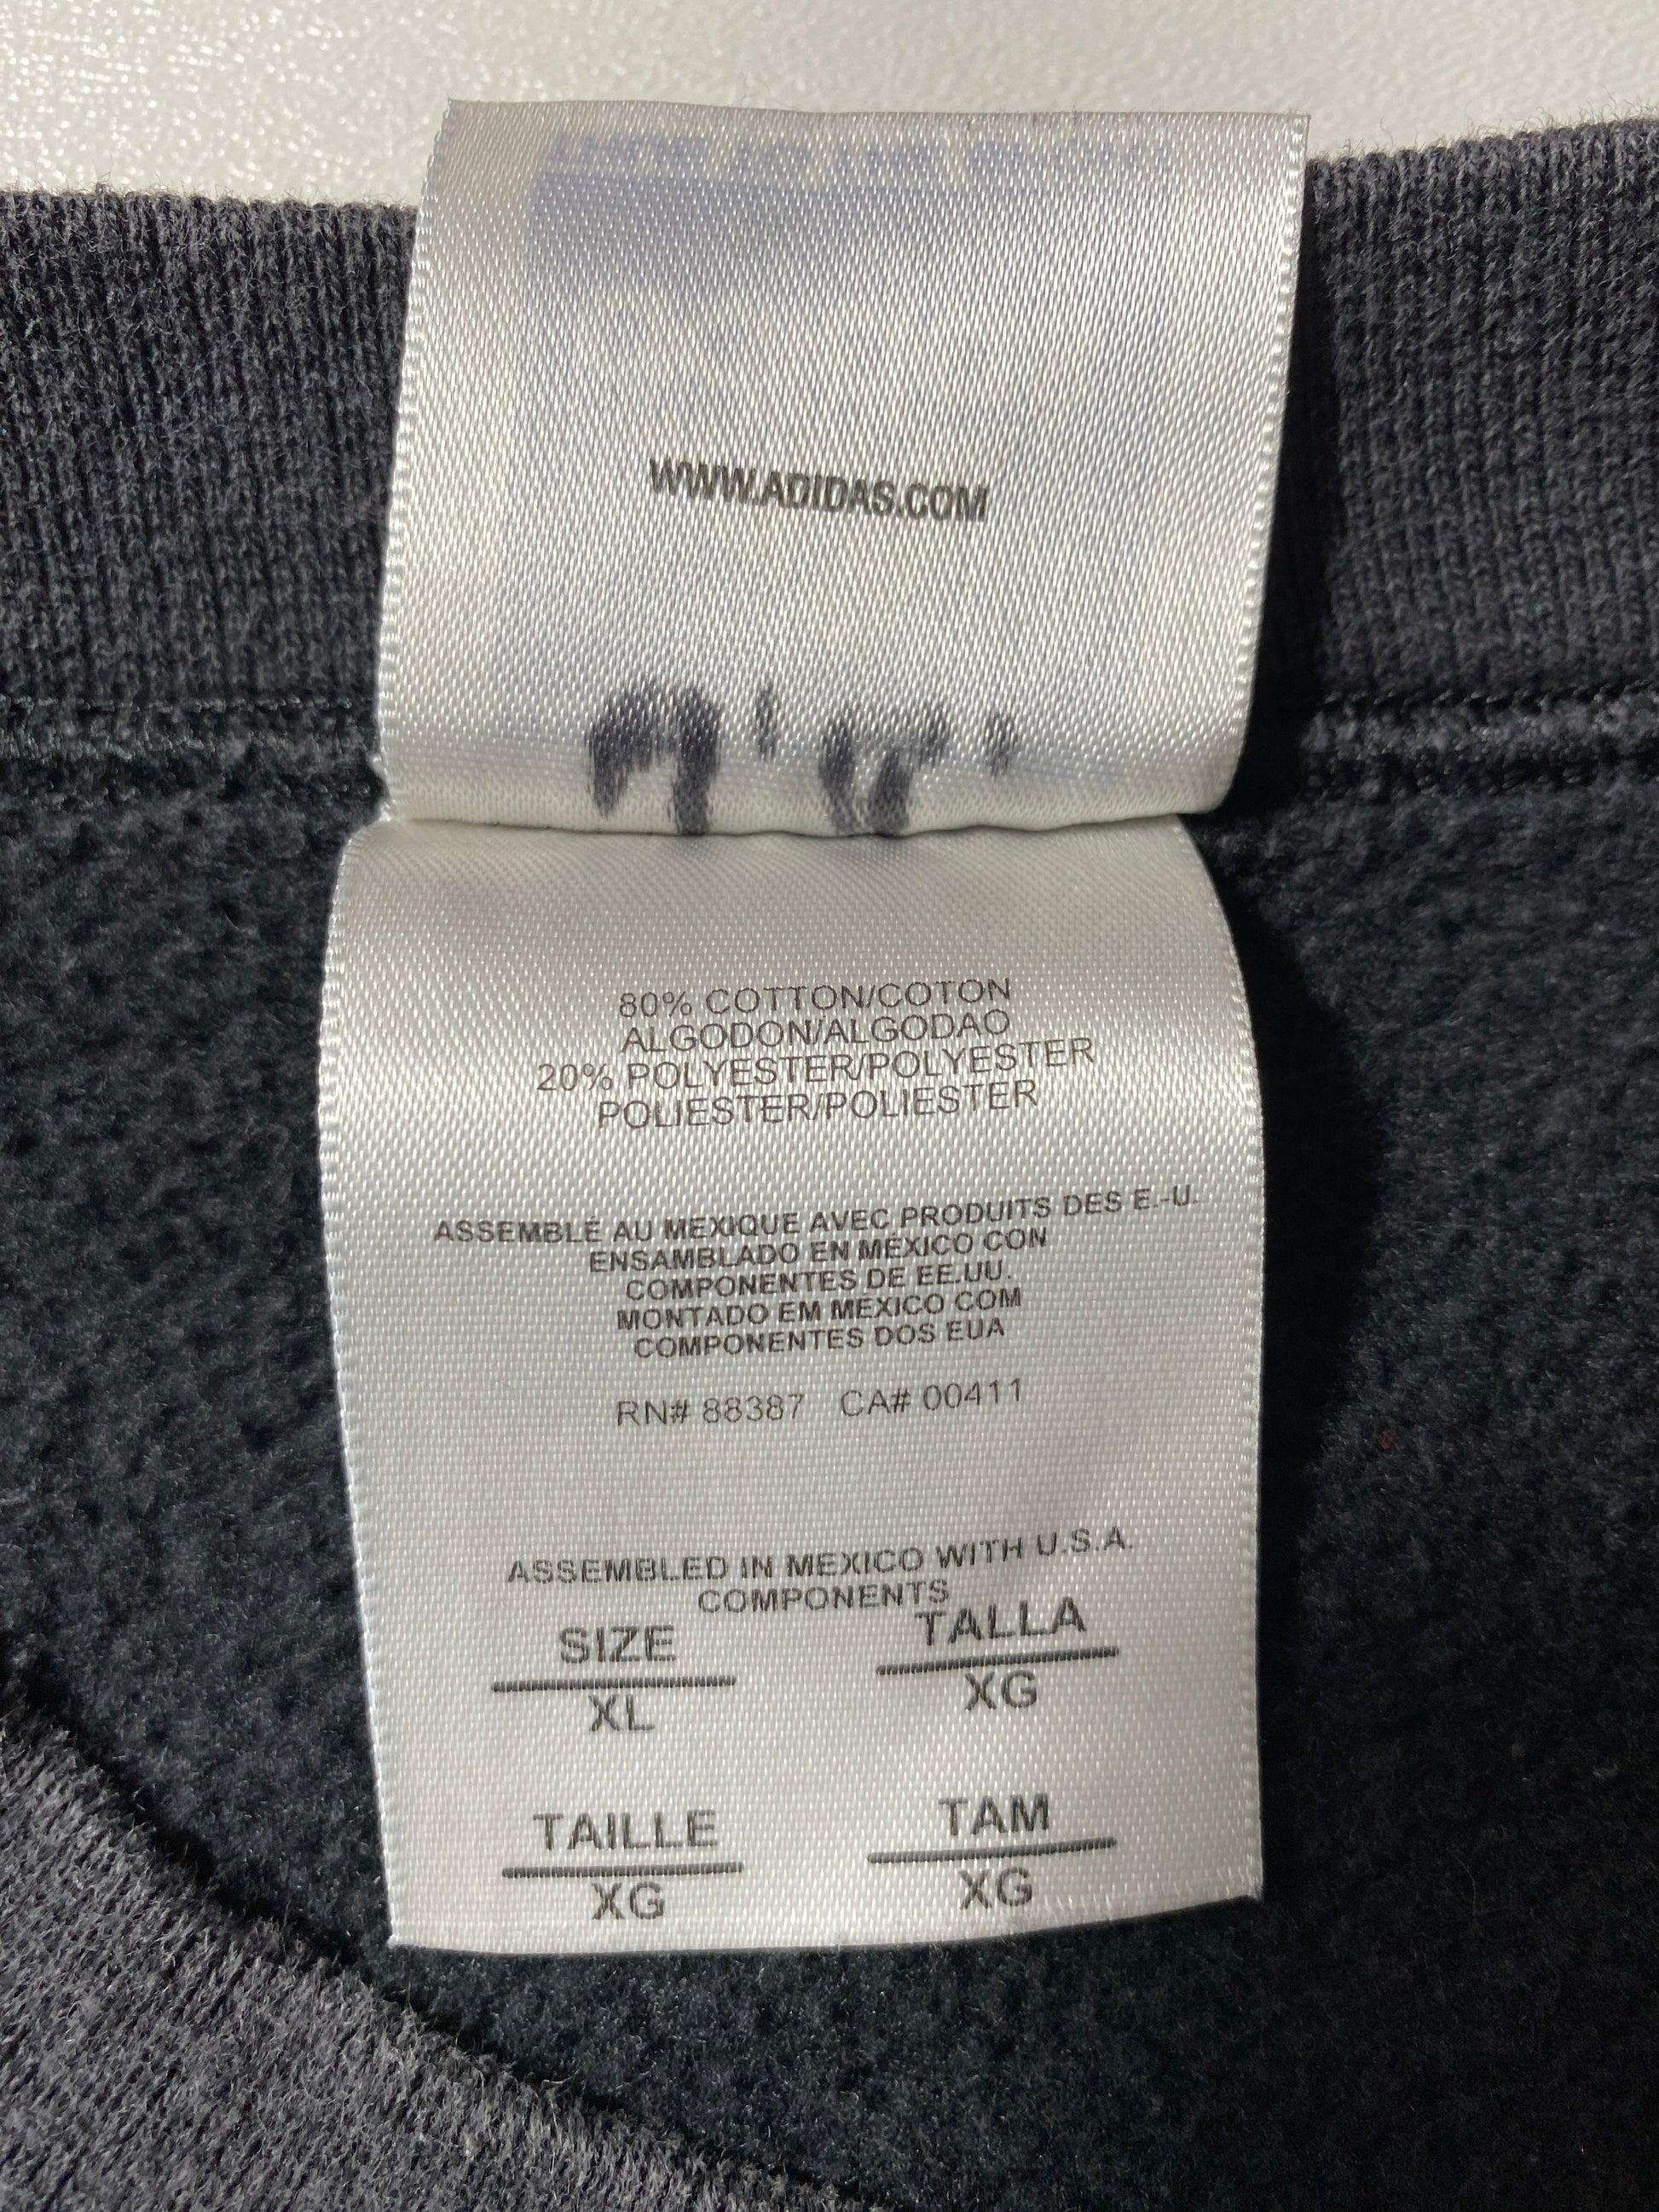 WWW.ADIDAS.COM
80% COTTON/COTON
ALGODON/ALGODAO
20% POLYESTER/POLYESTER
POLIESTER/POLIESTER
ASSEMBLÉ AU MEXIQUE AVEC PRODUITS DES E.-U.
ENSAMBLADO EN MÉXICO CON
COMPONENTES DE EE.UU.
MONTADO EM MEXICO COM
COMPONENTES DOS EUA
RN# 88387 CA# 00411
ASSEMBLED IN MEXICO WITH U.S.A.
COMPONENTS
SIZE TALLA
XL XG
TAILLE TAM
XG XG